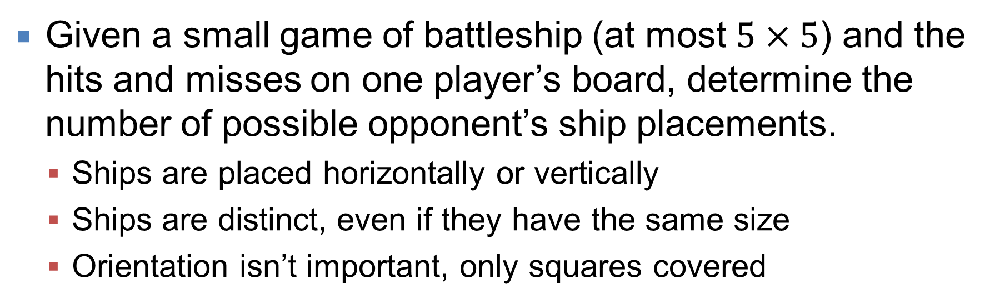 Given a small game of battleship (at most 5 × 5) and the
hits and misses on one player’s board, determine the
number of possible opponent’s ship placements.
Ships are placed horizontally or vertically
Ships are distinct, even if they have the same size
Orientation isn’t important, only squares covered